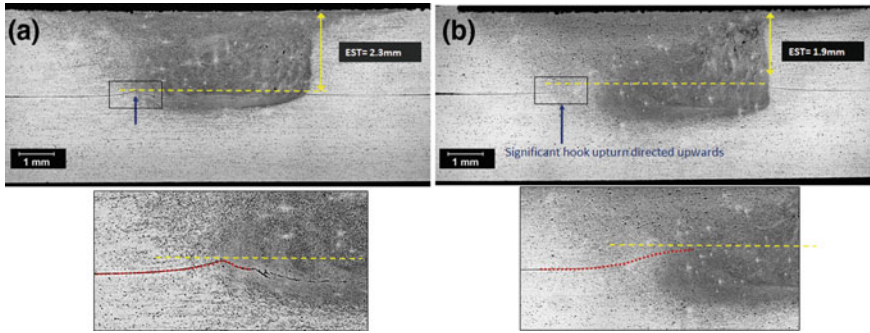 (a)
EST= 2.3mm
1 mm
(b)
EST= 1.9mm
Significant hook upturn directed upwards
1 mm